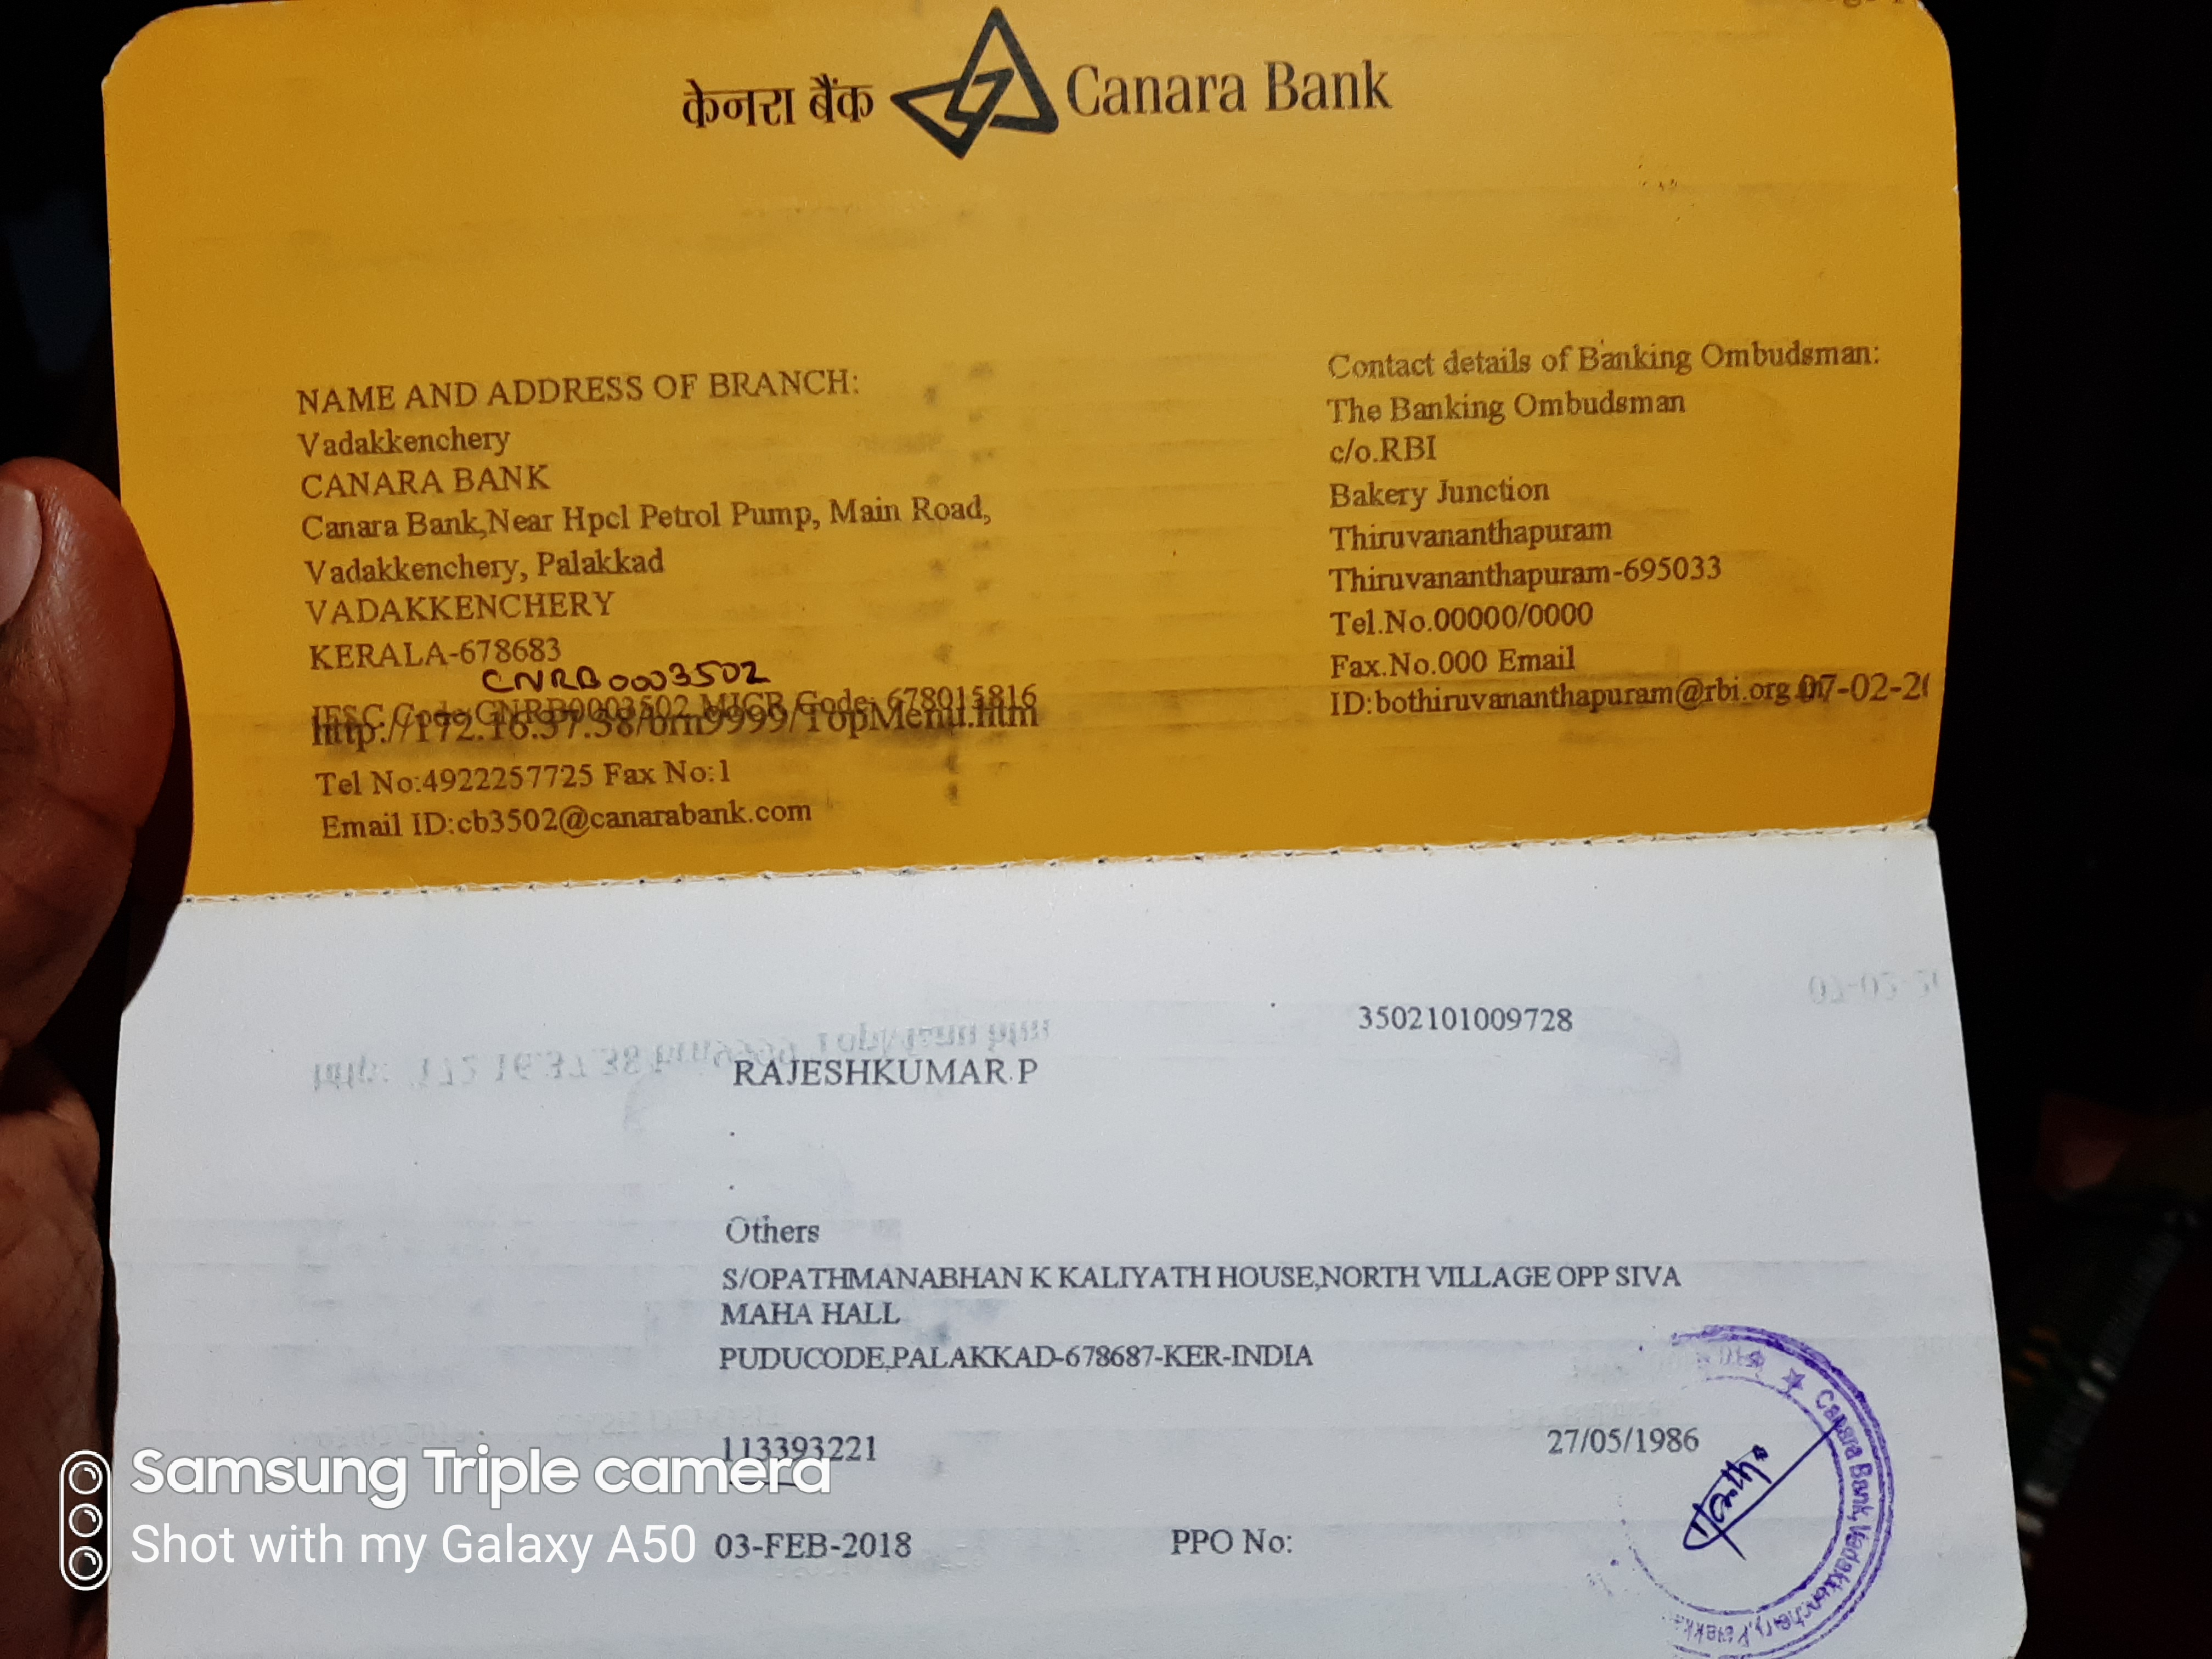 केनरा बैंक Canara Bank
NAME AND ADDRESS OF BRANCH:
Vadakkenchery
CANARA BANK
Canara Bank,Near Hpcl Petrol Pump, Main Road,
Vadakkenchery, Palakkad
VADAKKENCHERY
KERALA-678683
CNRB0003502
IFSC Code:CNRB0003502 MICR Code: 678015816
http://172.16.37.38/brn9999/TopMenu.htm
Tel No:4922257725 Fax No:1
Email ID:cb3502@canarabank.com
Contact details of Banking Ombudsman:
The Banking Ombudsman
c/o.RBI
Bakery Junction
Thiruvananthapuram
Thiruvananthapuram-695033
Tel.No.00000/0000
Fax.No.000 Email
ID:bothiruvananthapuram@rbi.org.in 07-02-2
3502101009728
RAJESHKUMAR.P
Others
S/OPATHMANABHAN K KALIYATH HOUSE,NORTH VILLAGE OPP SIVA
MAHA HALL
PUDUCODE,PALAKKAD-678687-KER-INDIA
113393221
27/05/1986
03-FEB-2018
PPO No:
Canara Bank, Vadakkanchery, Palakka
Samsung Triple camera
Shot with my Galaxy A50